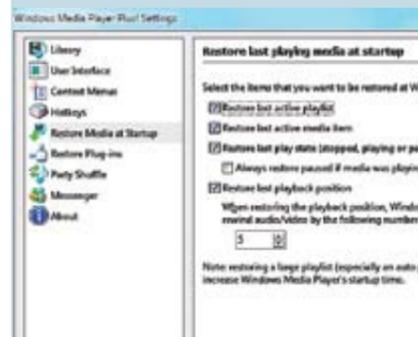 Windows Media Player Plus! Settings
Library
User Interface
Context Menus
Hotkeys
Restore Media at Startup
Restore Plug-ins
Party Shuffle
Messenger
About
Restore last playing media at startup
Select the items that you want to be restored at W
Restore last active playlist
Restore last active media item
Restore last play state (stopped, playing or pa
Always restore paused if media was playin
Restore last playback position
When restoring the playback position, Windo
rewind audio/video by the following number
5
Note: restoring a large playlist (especially an auto p
increase Windows Media Player's startup time.